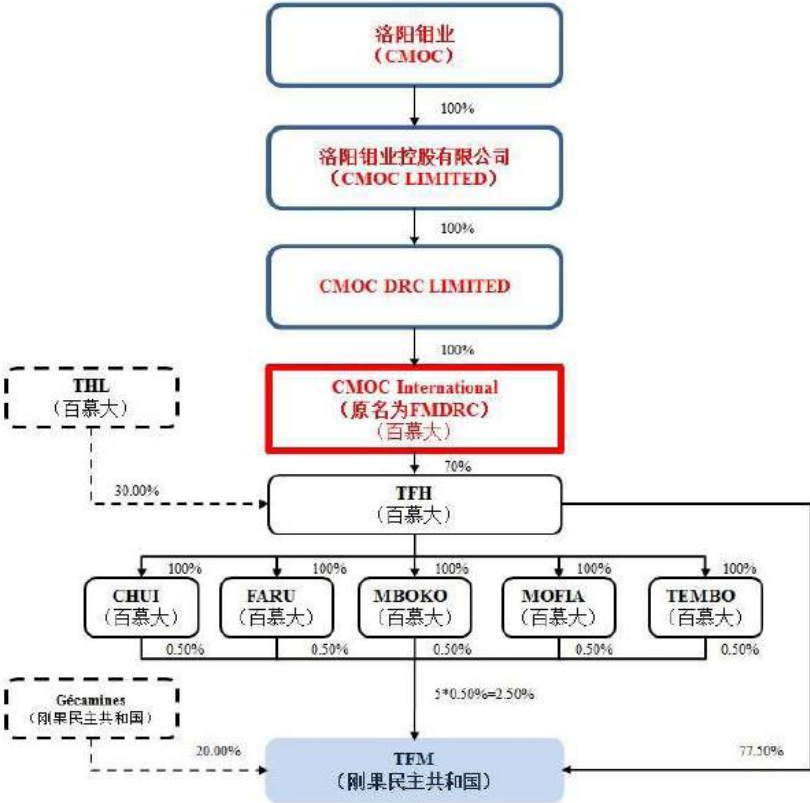 洛阳钼业
（CMOC）
100%
洛阳钼业控股有限公司
（CMOC LIMITED）
100%
CMOC DRC LIMITED
100%
THL
（百慕大）
CMOC International
（原名为FMDRC）
（百慕大）
70%
30.00%
TFH
（百慕大）
100%
100%
100%
100%
100%
CHUI
（百慕大）
FARU
（百慕大）
MBOKO
（百慕大）
MOFIA
（百慕大）
TEMBO
（百慕大）
0.50%
0.50%
0.50%
0.50%
0.50%
5*0.50%=2.50%
Gécamines
（刚果民主共和国）
20.00%
77.50%
TFM
（刚果民主共和国）